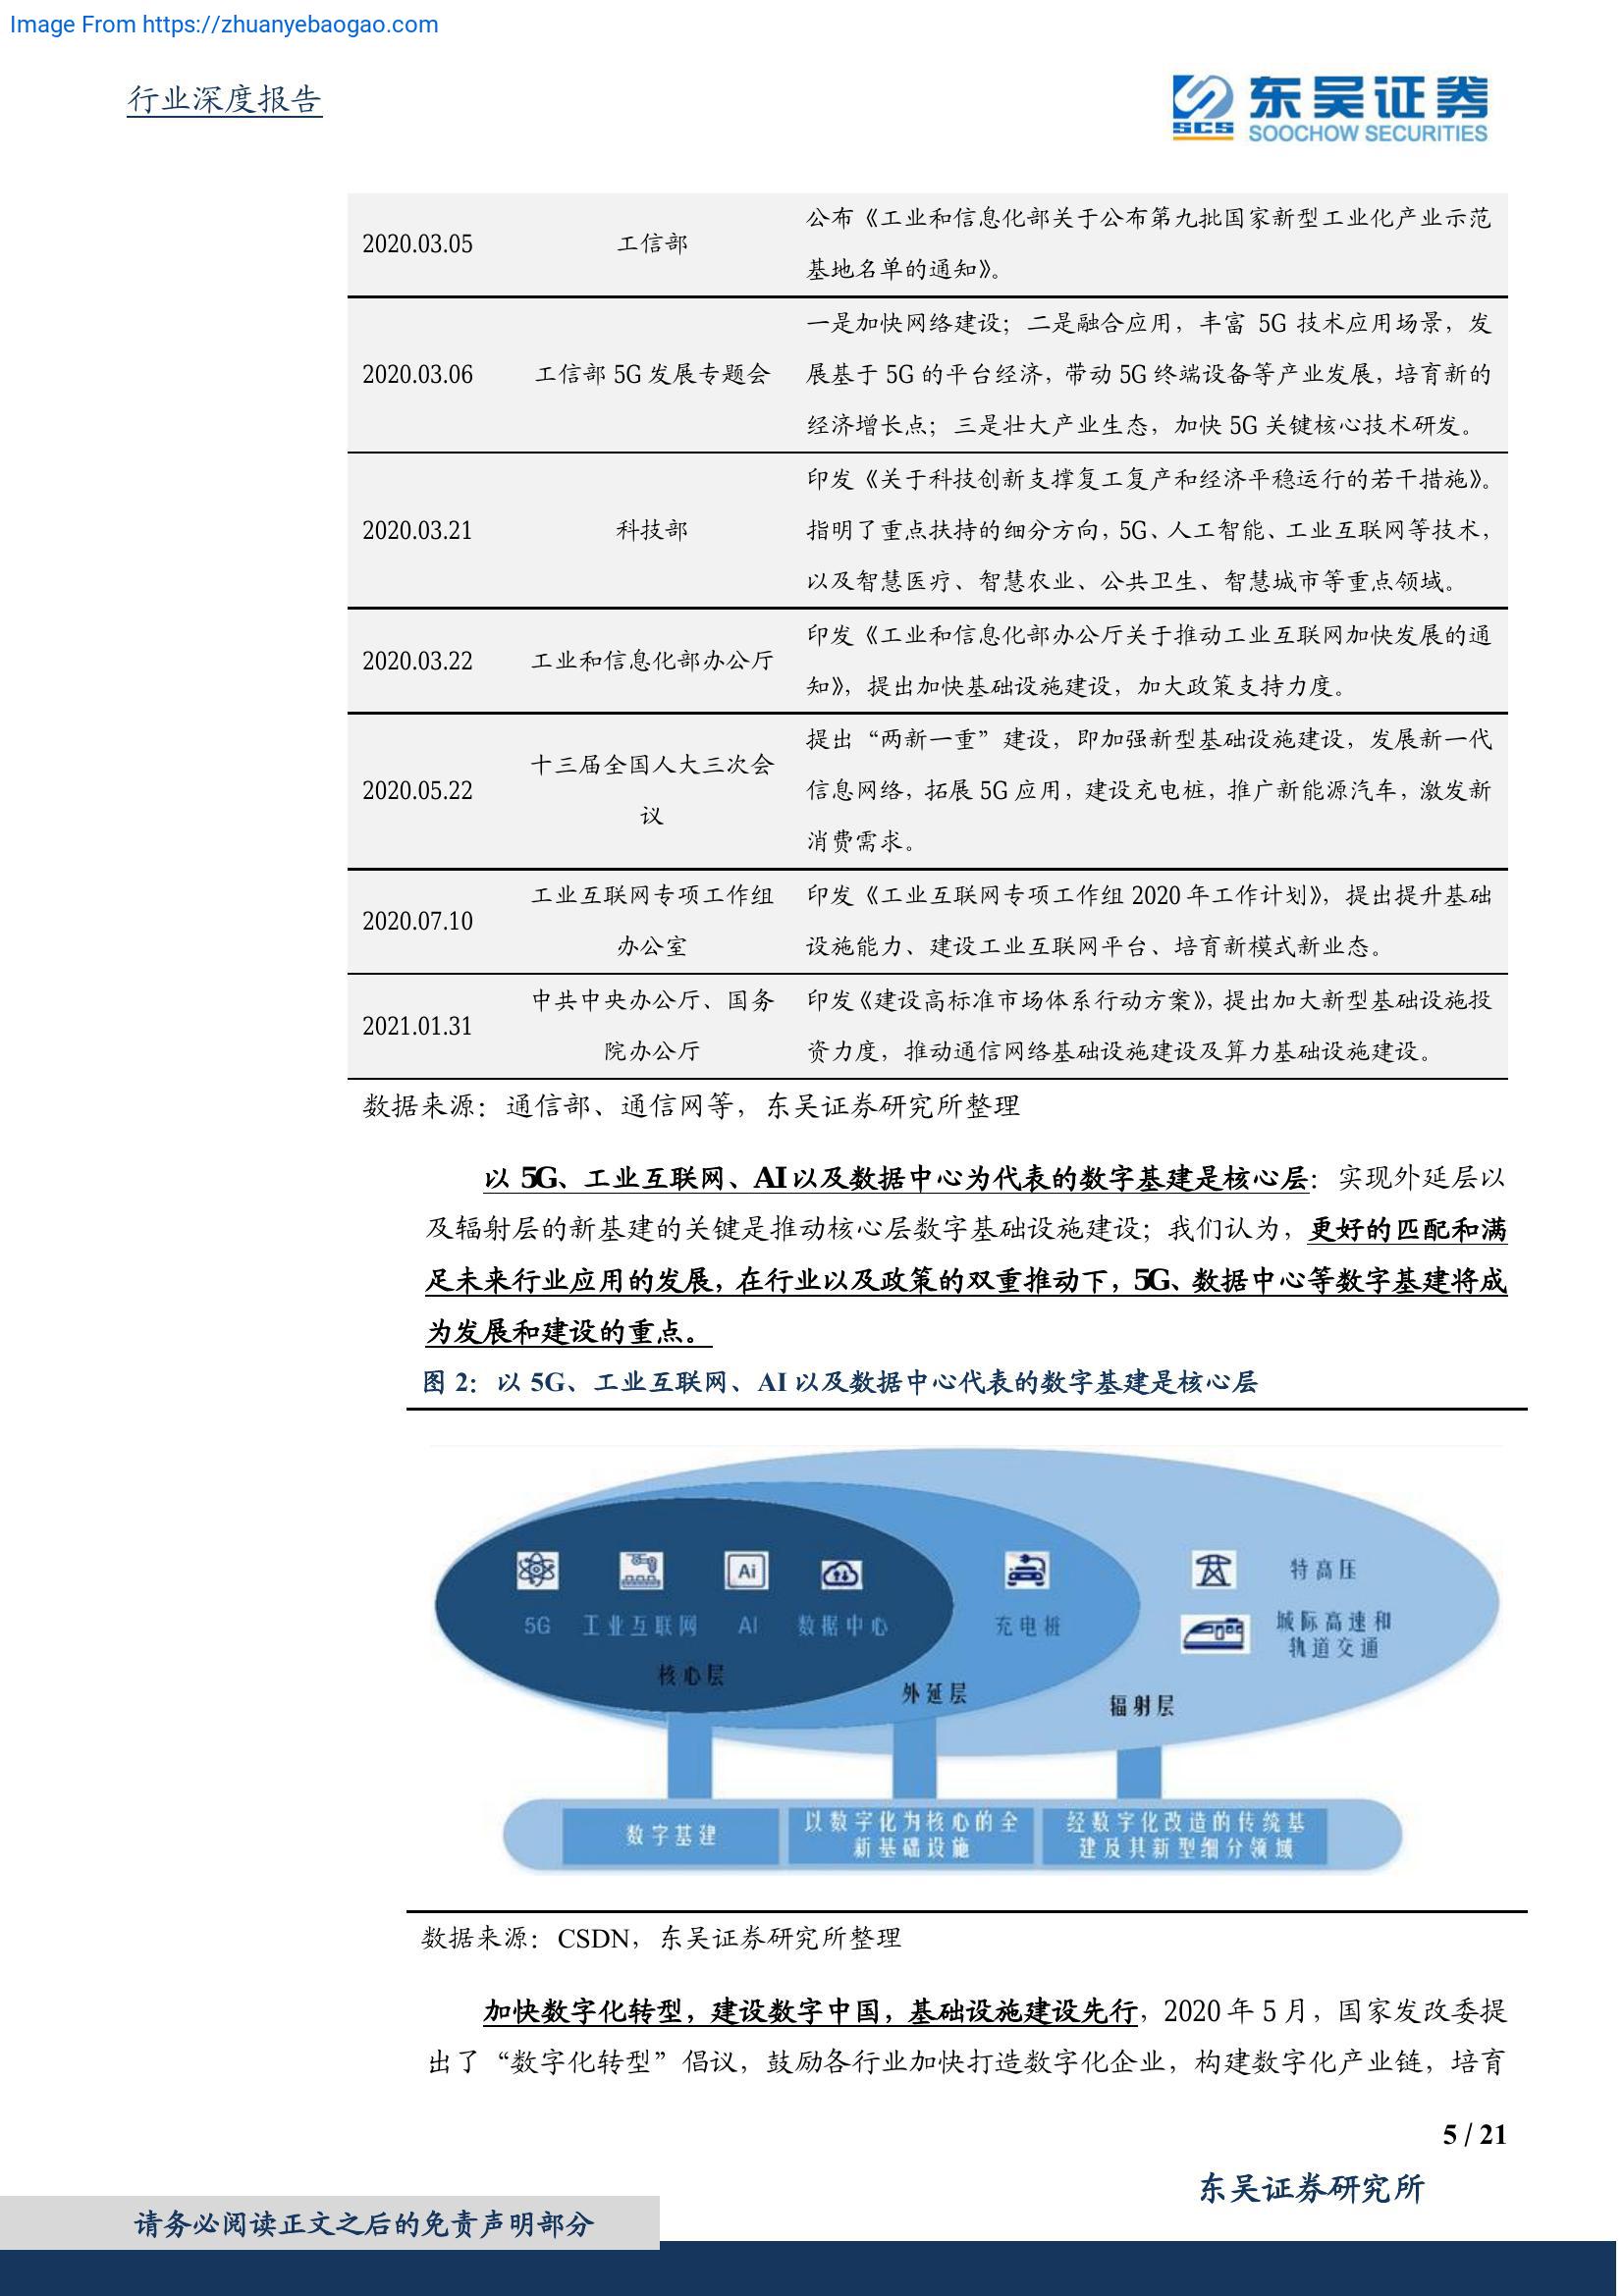 Image From https://zhuanyebaogao.com
行业深度报告
东吴证券
SCS
SOOCHOW SECURITIES
2020.03.05
工信部
公布《工业和信息化部关于公布第九批国家新型工业化产业示范
基地名单的通知》。
2020.03.06
工信部 5G 发展专题会
一是加快网络建设；二是融合应用，丰富 5G 技术应用场景，发
展基于 5G 的平台经济，带动 5G 终端设备等产业发展，培育新的
经济增长点；三是壮大产业生态，加快 5G 关键核心技术研发。
2020.03.21
科技部
印发《关于科技创新支撑复工复产和经济平稳运行的若干措施》。
指明了重点扶持的细分方向，5G、人工智能、工业互联网等技术，
以及智慧医疗、智慧农业、公共卫生、智慧城市等重点领域。
2020.03.22
工业和信息化部办公厅
印发《工业和信息化部办公厅关于推动工业互联网加快发展的通
知》，提出加快基础设施建设，加大政策支持力度。
2020.05.22
十三届全国人大三次会
议
提出“两新一重”建设，即加强新型基础设施建设，发展新一代
信息网络，拓展 5G 应用，建设充电桩，推广新能源汽车，激发新
消费需求。
2020.07.10
工业互联网专项工作组
办公室
印发《工业互联网专项工作组 2020 年工作计划》，提出提升基础
设施能力、建设工业互联网平台、培育新模式新业态。
2021.01.31
中共中央办公厅、国务
院办公厅
印发《建设高标准市场体系行动方案》，提出加大新型基础设施投
资力度，推动通信网络基础设施建设及算力基础设施建设。
数据来源：通信部、通信网等，东吴证券研究所整理
以 5G、工业互联网、AI 以及数据中心为代表的数字基建是核心层：实现外延层以
及辐射层的新基建的关键是推动核心层数字基础设施建设；我们认为，更好的匹配和满
足未来行业应用的发展，在行业以及政策的双重推动下，5G、数据中心等数字基建将成
为发展和建设的重点。
图 2：以 5G、工业互联网、AI 以及数据中心代表的数字基建是核心层
Ai
5G
工业互联网
AI
数据中心
核心层
充电桩
外延层
特高压
城际高速和
轨道交通
辐射层
数字基建
以数字化为核心的全
新基础设施
经数字化改造的传统基
建及其新型细分领域
数据来源：CSDN，东吴证券研究所整理
加快数字化转型，建设数字中国，基础设施建设先行，2020 年 5 月，国家发改委提
出了“数字化转型”倡议，鼓励各行业加快打造数字化企业，构建数字化产业链，培育
5 / 21
东吴证券研究所
请务必阅读正文之后的免责声明部分